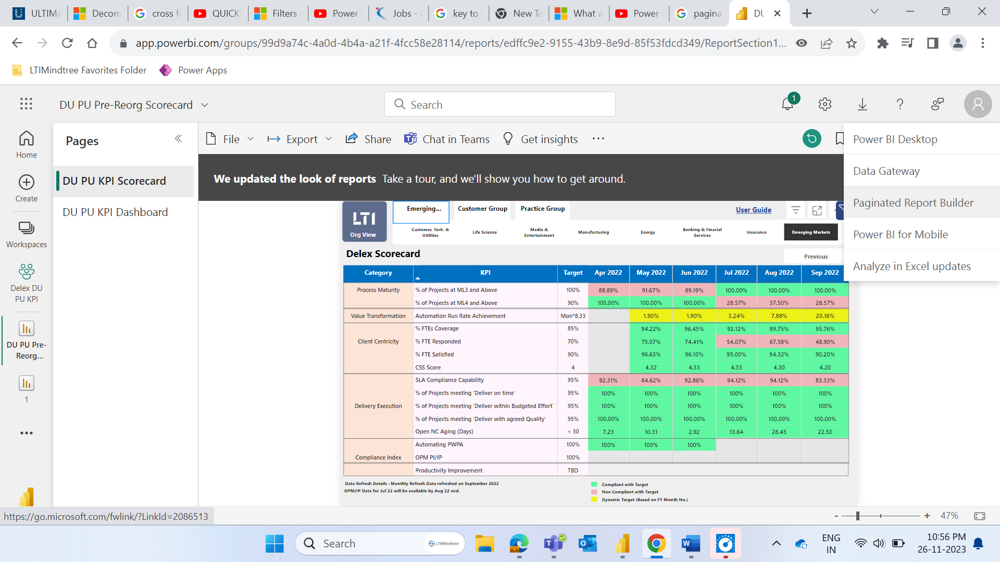 ULTIMA
Decom
cross fi
QUICKS
Filters a
Power
Jobs -
key to
New Ta
What a
Power
pagina
DU
app.powerbi.com/groups/99d9a74c-4a0d-4b4a-a21f-4fcc58e28114/reports/edffc9e2-9155-43b9-8e9d-85f53fdcd349/ReportSection1...
LTIMindtree Favorites Folder
Power Apps
DU PU Pre-Reorg Scorecard
Search
1
Home
Create
Workspaces
Delex DU
PU KPI
DU PU Pre-
Reorg...
1
Pages
DU PU KPI Scorecard
DU PU KPI Dashboard
File
Export
Share
Chat in Teams
Get insights
We updated the look of reports Take a tour, and we'll show you how to get around.
Power BI Desktop
Data Gateway
Paginated Report Builder
Power BI for Mobile
Analyze in Excel updates
LTI
Org View
Emerging...
Customer Group
Practice Group
User Guide
Customer, Tech. &
Utilities
Life Science
Media &
Entertainment
Manufacturing
Energy
Banking & Finacial
Services
Insurance
Emerging Markets
Delex Scorecard
Previous
Category KPI Target Apr 2022 May 2022 Jun 2022 Jul 2022 Aug 2022 Sep 2022
Process Maturity % of Projects at ML3 and Above 100% 88.89% 91.67% 89.19% 100.00% 100.00% 100.00%
% of Projects at ML4 and Above 90% 100.00% 100.00% 100.00% 28.57% 37.50% 28.57%
Value Transformation Automation Run Rate Achievement Mon*8.33 1.90% 1.90% 3.24% 7.88% 20.16%
% FTEs Coverage 85% 94.22% 96.45% 92.12% 89.75% 95.76%
Client Centricity % FTE Responded 70% 75.07% 74.41% 54.07% 67.58% 48.90%
% FTE Satisfied 90% 96.63% 96.10% 95.00% 94.32% 90.20%
CSS Score 4 4.32 4.33 4.33 4.30 4.20
SLA Compliance Capability 95% 92.31% 84.62% 92.86% 94.12% 94.12% 83.33%
% of Projects meeting 'Deliver on time' 95% 100% 100% 100% 100% 100% 100%
Delivery Execution % of Projects meeting 'Deliver within Budgeted Effort' 95% 100% 100% 100% 100% 100% 100%
% of Projects meeting 'Deliver with agreed Quality' 95% 100.00% 100.00% 100.00% 100.00% 100.00% 100.00%
Open NC Aging (Days) < 30 7.23 10.31 2.92 13.64 28.45 22.50
Automating PWPA 100% 100% 100% 100%
Compliance Index OPM PI/IP 100%
Productivity Improvement TBD
Data Refresh Details : Monthly Refresh.Data refreshed on September 2022
OPM/IP Data for Jul'22 will be available by Aug'22 end.
Compliant with Target
Non Compliant with Target
Dynamic Target (Based on FY Month No.)
https://go.microsoft.com/fwlink/?LinkId=2086513
- + 47%
Search
LTIMindtree
ENG
IN
10:56 PM
26-11-2023